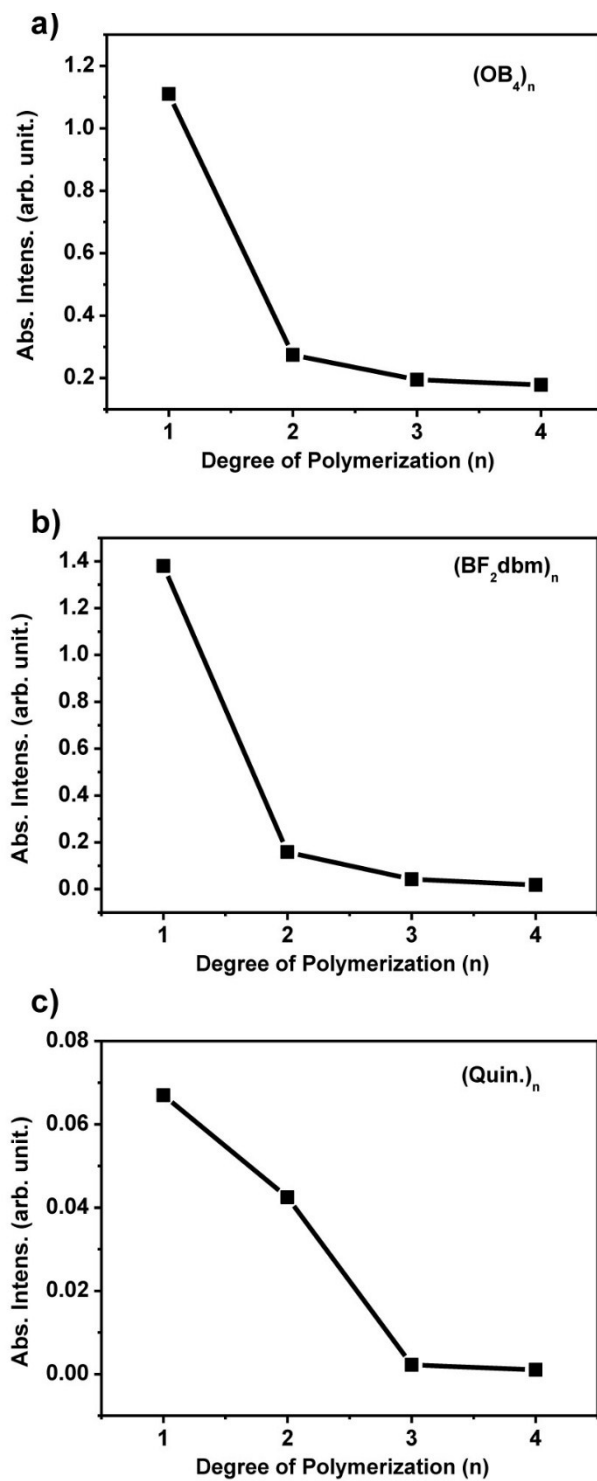 a)
(OB₄)ₙ
Abs. Intens. (arb. unit.)
1.2
1.0
0.8
0.6
0.4
0.2
1 2 3 4
Degree of Polymerization (n)
b)
(BF₂dbm)ₙ
Abs. Intens. (arb. unit.)
1.4
1.2
1.0
0.8
0.6
0.4
0.2
0.0
1 2 3 4
Degree of Polymerization (n)
c)
(Quin.)ₙ
Abs. Intens. (arb. unit.)
0.08
0.06
0.04
0.02
0.00
1 2 3 4
Degree of Polymerization (n)